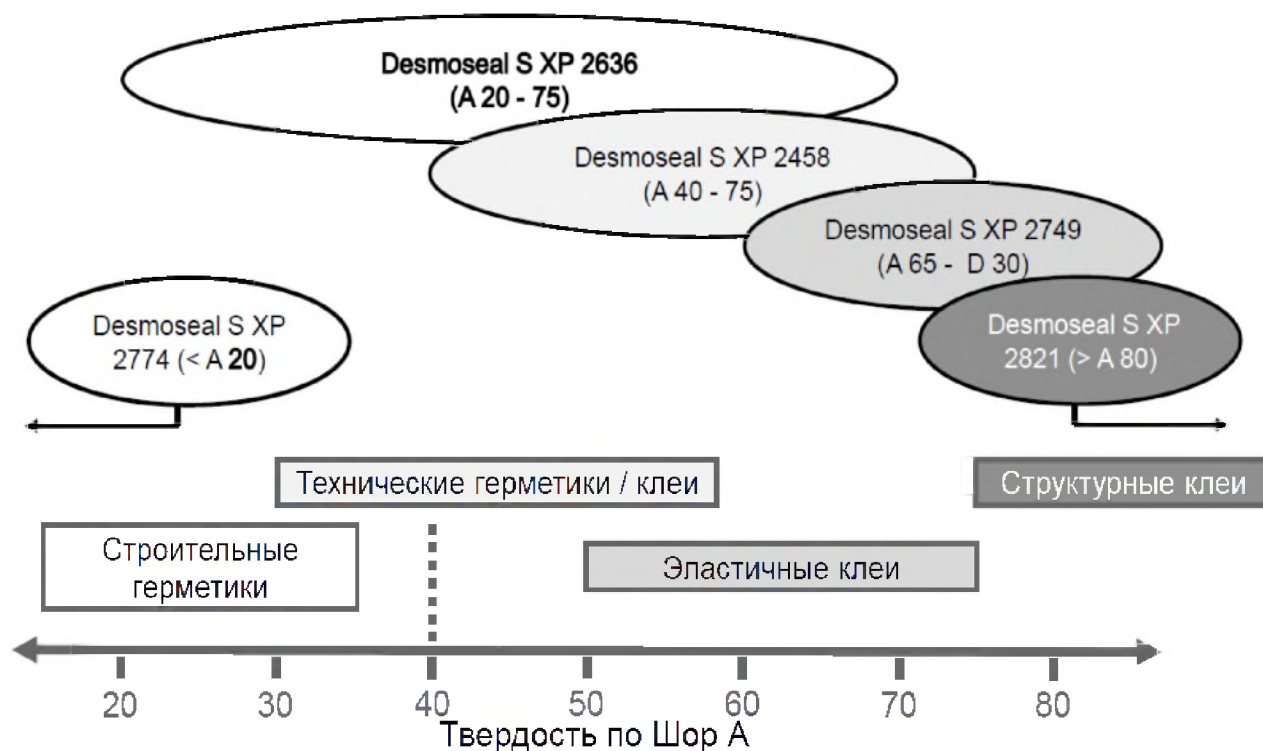 Desmoseal S XP 2636
(A 20 - 75)
Desmoseal S XP 2458
(A 40 - 75)
Desmoseal S XP 2749
(A 65 - D 30)
Desmoseal S XP
2774 (< A 20)
Desmoseal S XP
2821 (> A 80)
Технические герметики / клеи
Структурные клеи
Строительные
герметики
Эластичные клеи
20 30 40 50 60 70 80
Твердость по Шор А